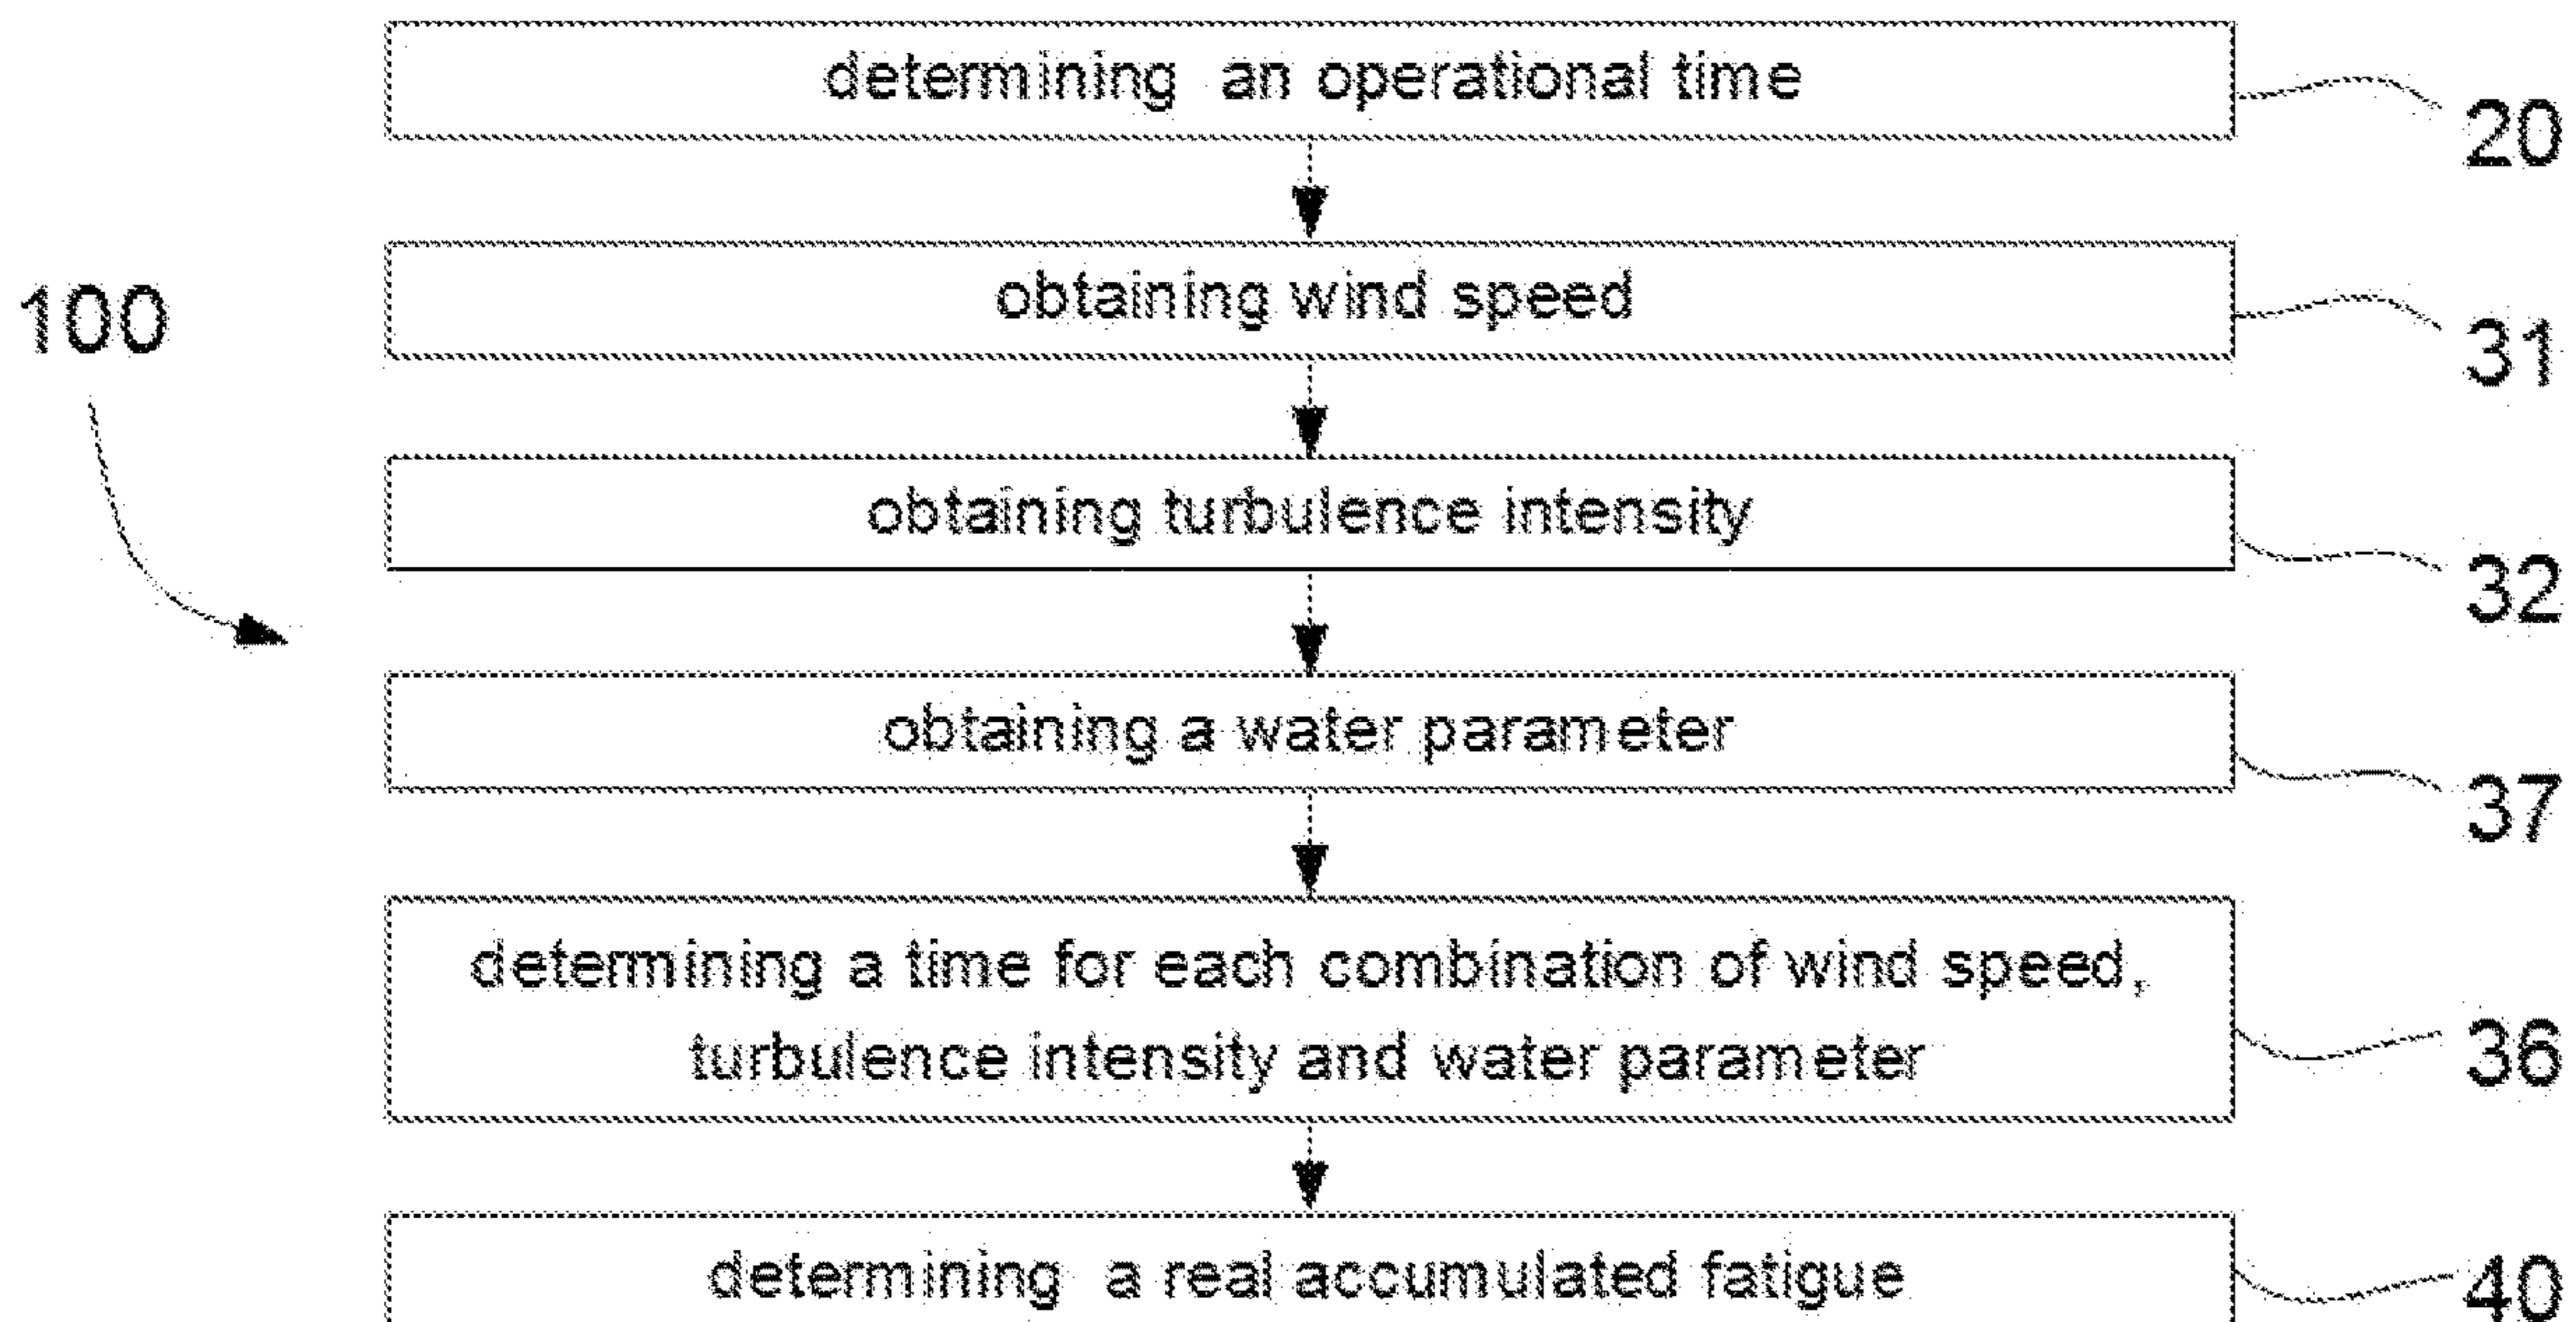 determining an operational time
20
obtaining wind speed
31
100
obtaining turbulence intensity
32
obtaining a water parameter
37
determining a time for each combination of wind speed,
turbulence intensity and water parameter
36
determining a real accumulated fatigue
40